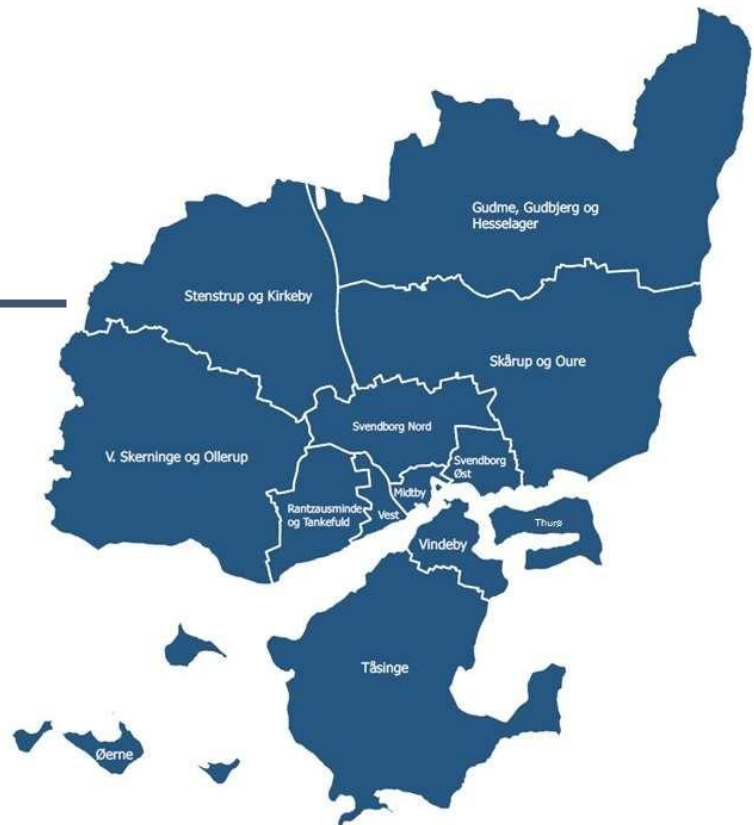 Gudme, Gudbjerg og
Hesselager
Stenstrup og Kirkeby
Skårup og Oure
Svendborg Nord
V. Skerninge og Ollerup
Svendborg
Øst
Midtby
Rantzausminde
og Tankefuld
Vest
Thurø
Vindeby
Tåsinge
Øerne